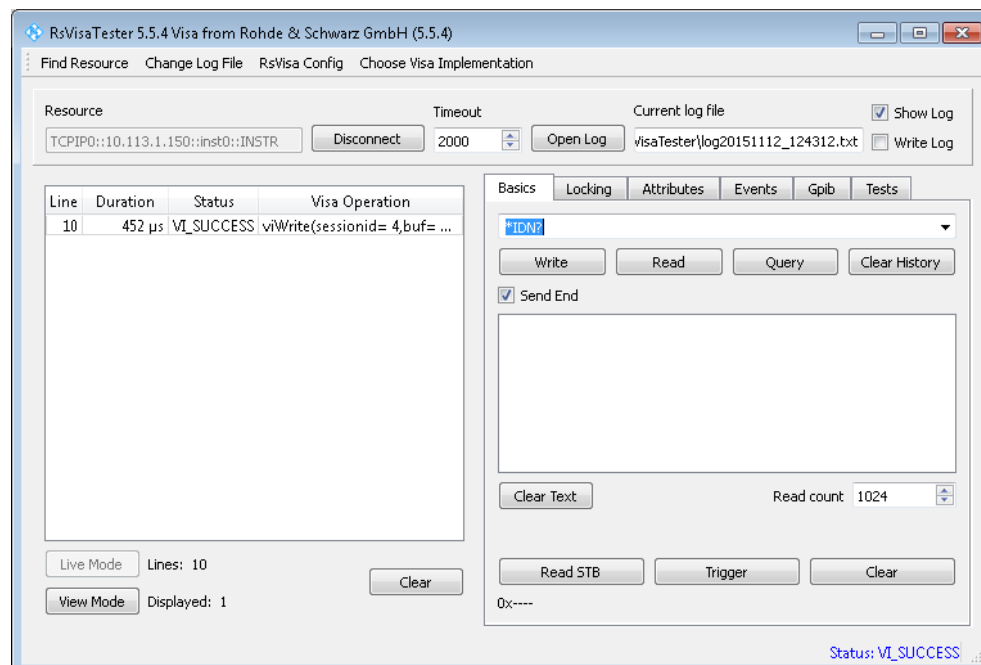 RsVisaTester 5.5.4 Visa from Rohde & Schwarz GmbH (5.5.4)
Find Resource Change Log File RsVisa Config Choose Visa Implementation
Resource Timeout Current log file Show Log
TCPIP0::10.113.1.150::inst0::INSTR Disconnect 2000 Open Log /isaTester\log20151112_124312.txt Write Log
Basics Locking Attributes Events Gpib Tests
Line Duration Status Visa Operation
10 452 µs VI_SUCCESS viWrite(sessionid= 4,buf= ...
*IDN?
Write Read Query Clear History
Send End
Clear Text Read count 1024
Live Mode Lines: 10
Clear
View Mode Displayed: 1
Read STB Trigger Clear
0x----
Status: VI_SUCCESS